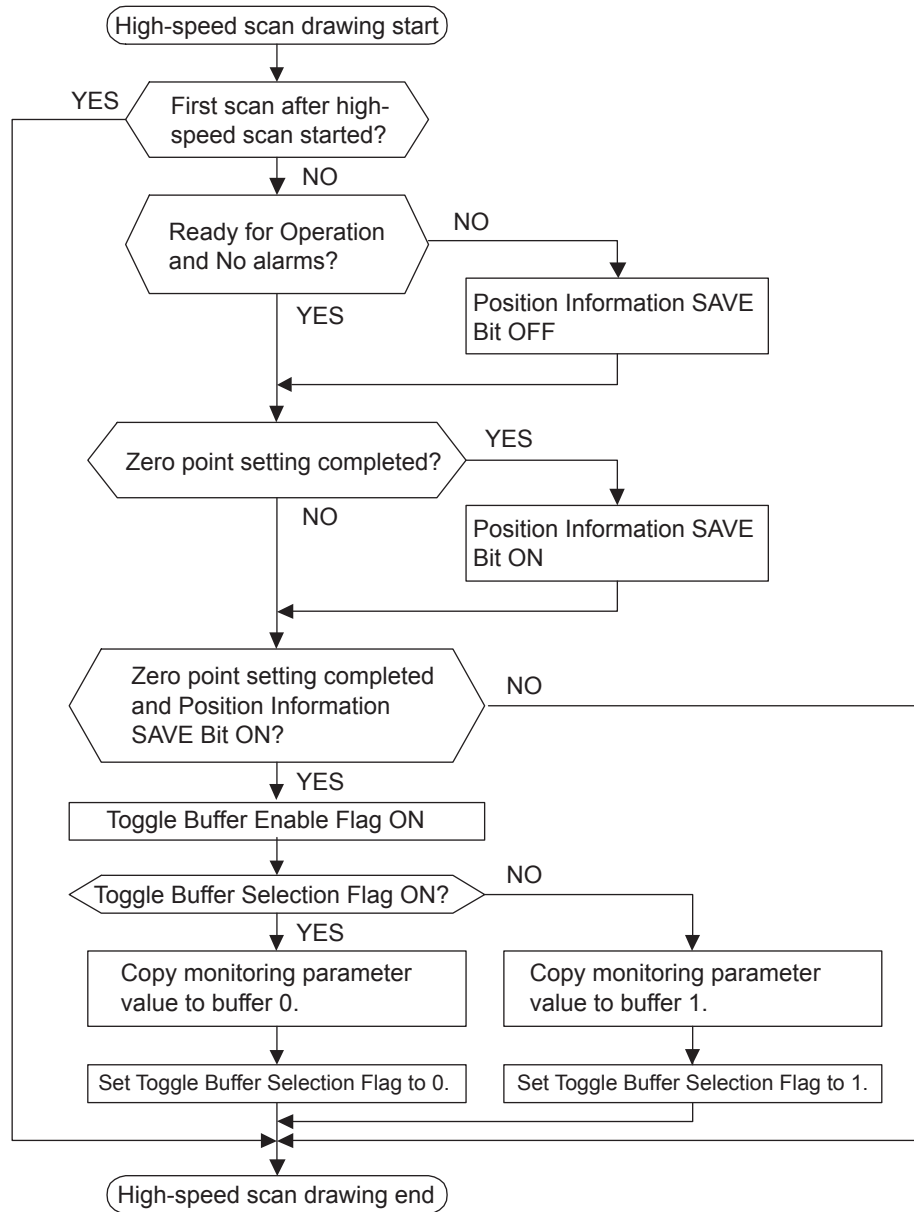 High-speed scan drawing start
YES
First scan after high-
speed scan started?
NO
Ready for Operation
and No alarms?
NO
YES
Position Information SAVE
Bit OFF
Zero point setting completed?
YES
NO
Position Information SAVE
Bit ON
Zero point setting completed
and Position Information
SAVE Bit ON?
NO
YES
Toggle Buffer Enable Flag ON
Toggle Buffer Selection Flag ON?
NO
YES
Copy monitoring parameter
value to buffer 0.
Copy monitoring parameter
value to buffer 1.
Set Toggle Buffer Selection Flag to 0.
Set Toggle Buffer Selection Flag to 1.
High-speed scan drawing end